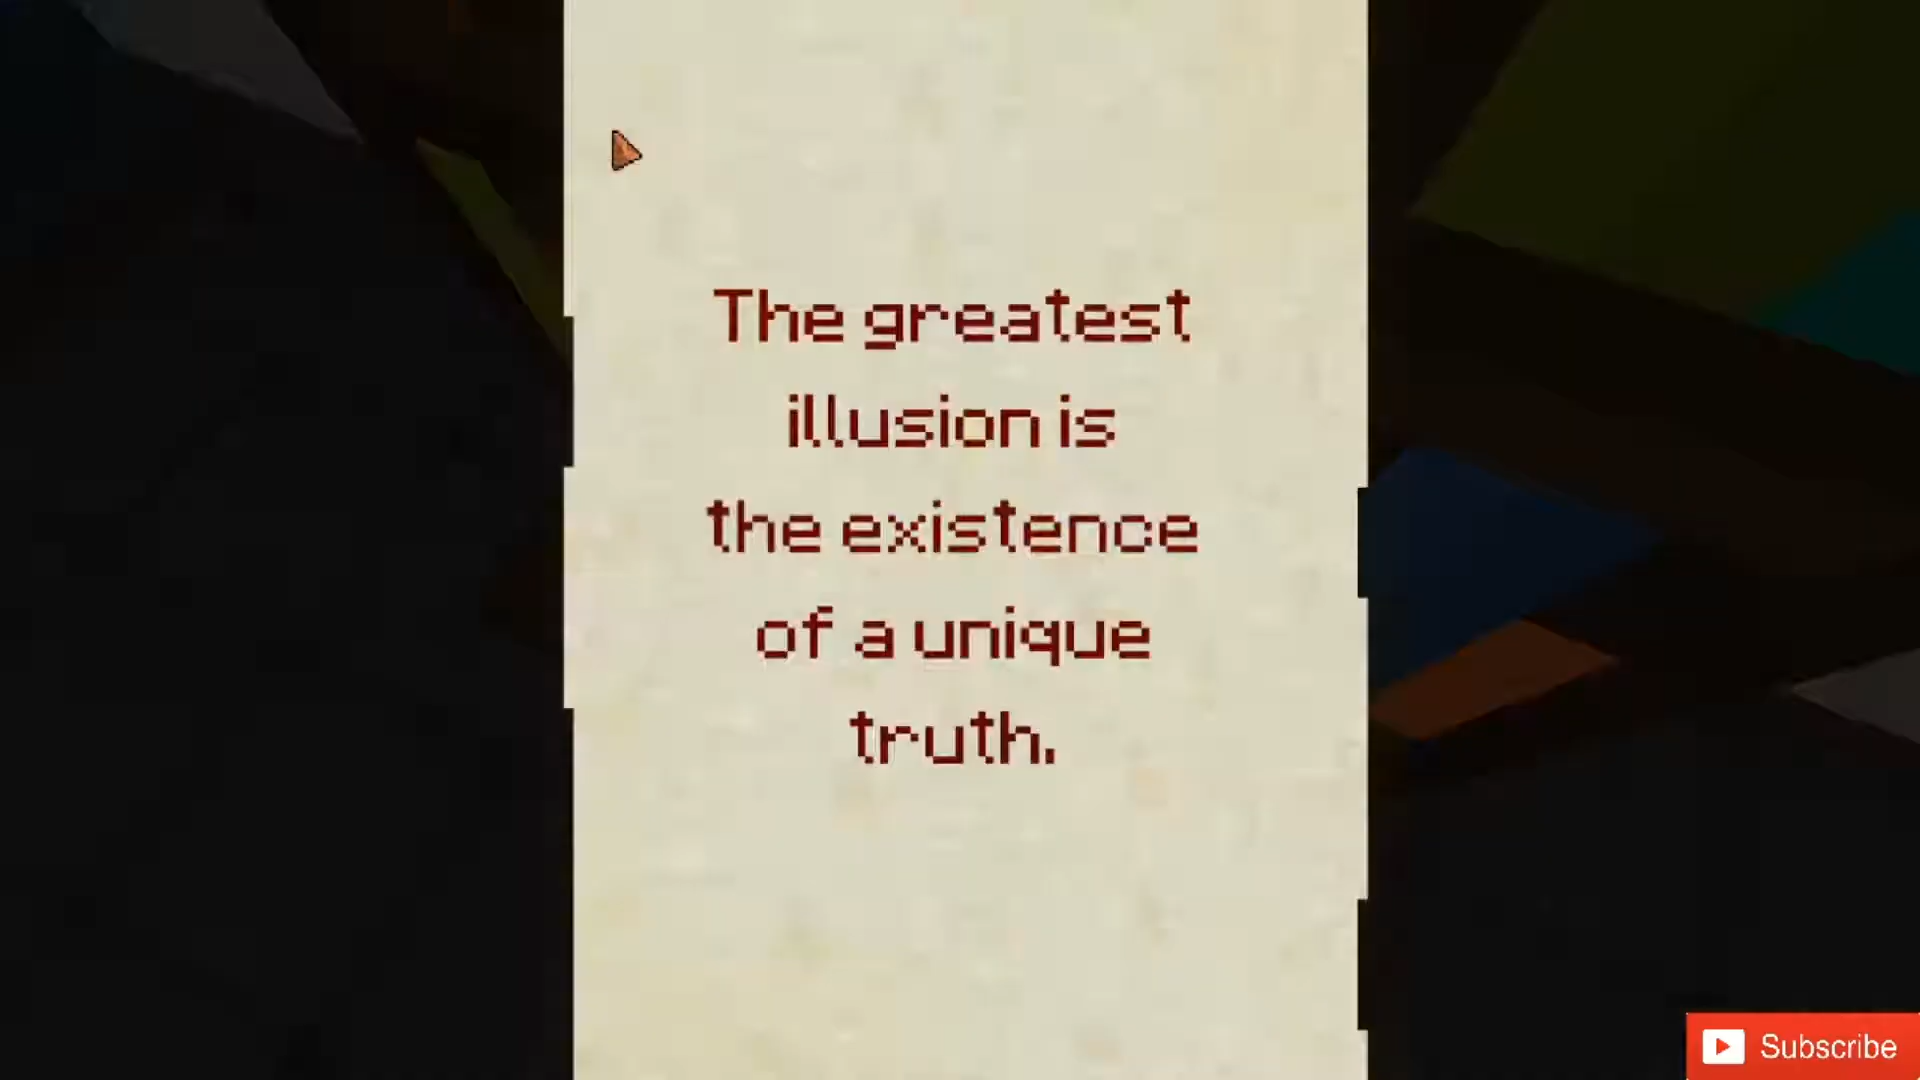 The greatest
illusion is
the existence
of a unique
truth.
Subscribe